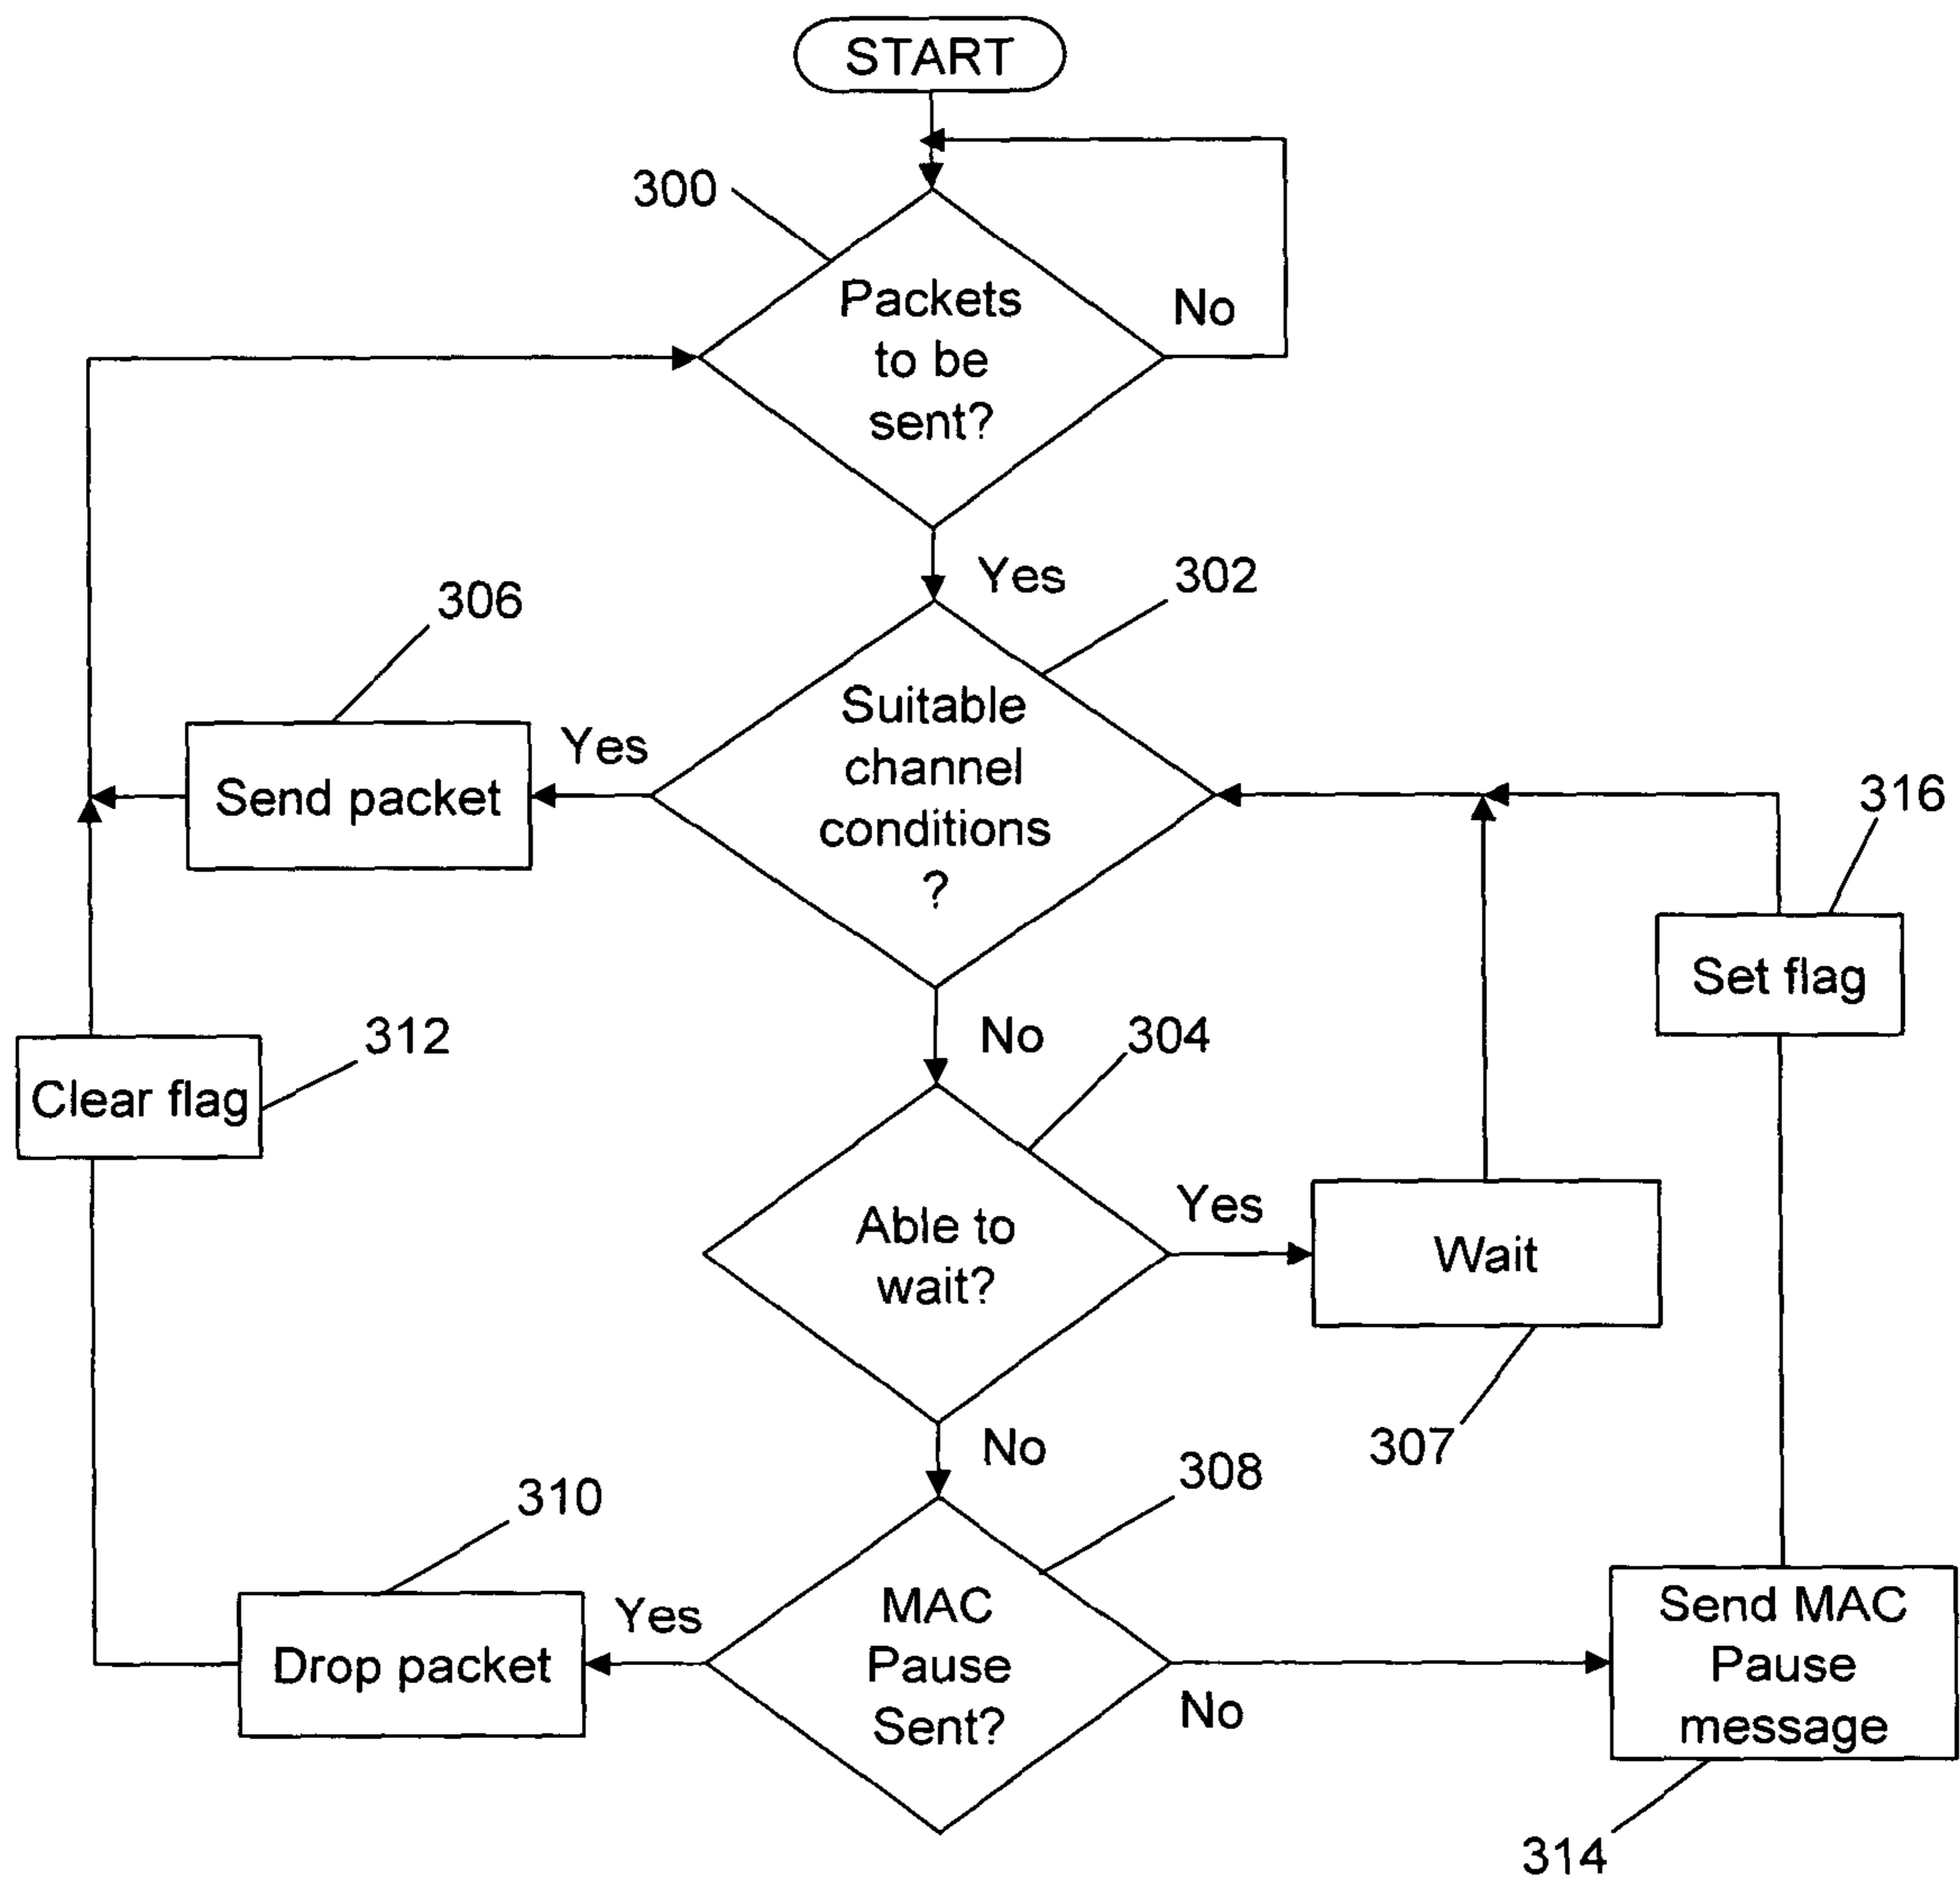 START
300
Packets
to be
sent?
No
Yes
302
306
Suitable
channel
conditions
?
Yes
Send packet
316
Set flag
312
Clear flag
No
304
Able to
wait?
Yes
Wait
307
No
308
310
MAC
Pause
Sent?
Yes
Drop packet
No
Send MAC
Pause
message
314